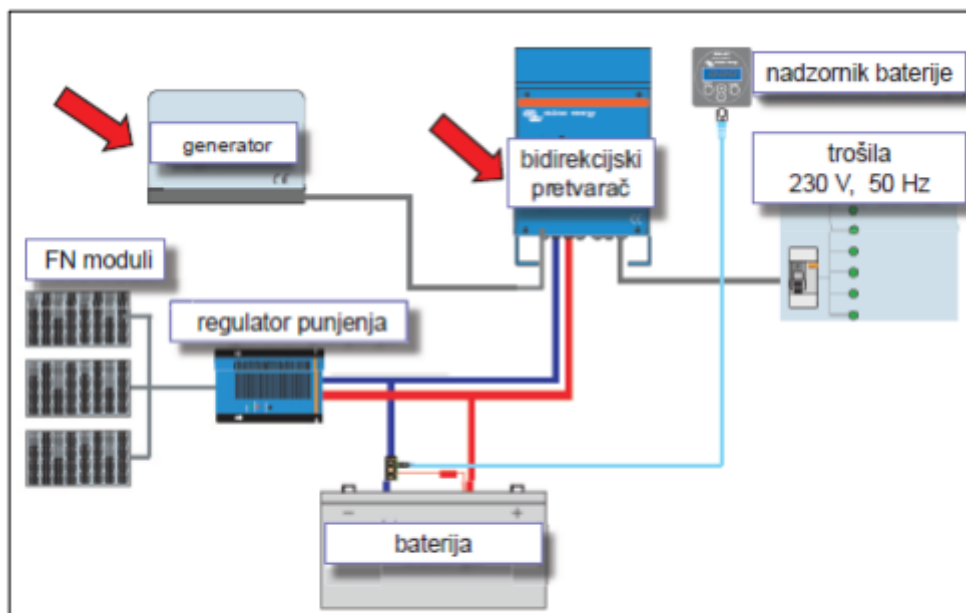 generator
bidirekcijski
pretvarač
nadzornik baterije
trošila
230 V, 50 Hz
FN moduli
regulator punjenja
baterija